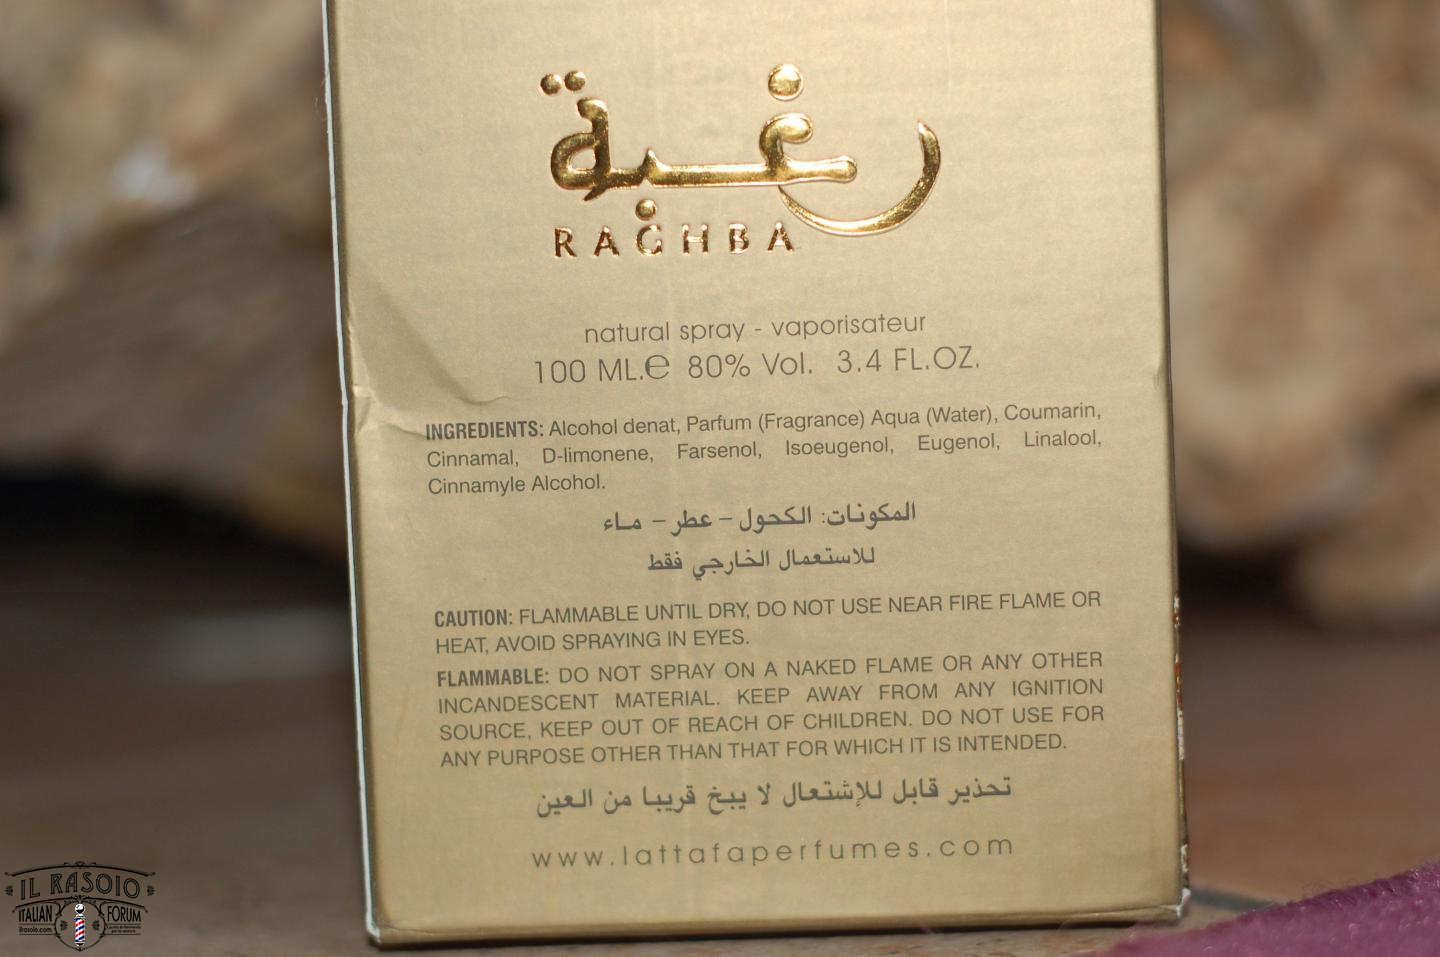 رغبة
RAGHBA
natural spray - vaporisateur
100 ML.℮ 80% Vol. 3.4 FL.OZ.
INGREDIENTS: Alcohol denat, Parfum (Fragrance) Aqua (Water), Coumarin,
Cinnamal, D-limonene, Farsenol, Isoeugenol, Eugenol, Linalool,
Cinnamyle Alcohol.
المكونات: الكحول – عطر – ماء
للاستعمال الخارجي فقط
CAUTION: FLAMMABLE UNTIL DRY, DO NOT USE NEAR FIRE FLAME OR
HEAT, AVOID SPRAYING IN EYES.
FLAMMABLE: DO NOT SPRAY ON A NAKED FLAME OR ANY OTHER
INCANDESCENT MATERIAL. KEEP AWAY FROM ANY IGNITION
SOURCE, KEEP OUT OF REACH OF CHILDREN. DO NOT USE FOR
ANY PURPOSE OTHER THAN THAT FOR WHICH IT IS INTENDED.
تحذير قابل للإشتعال لا يبخ قريبا من العين
www.lattafaperfumes.com
IL RASOIO
ITALIAN FORUM
ilrasoio.com